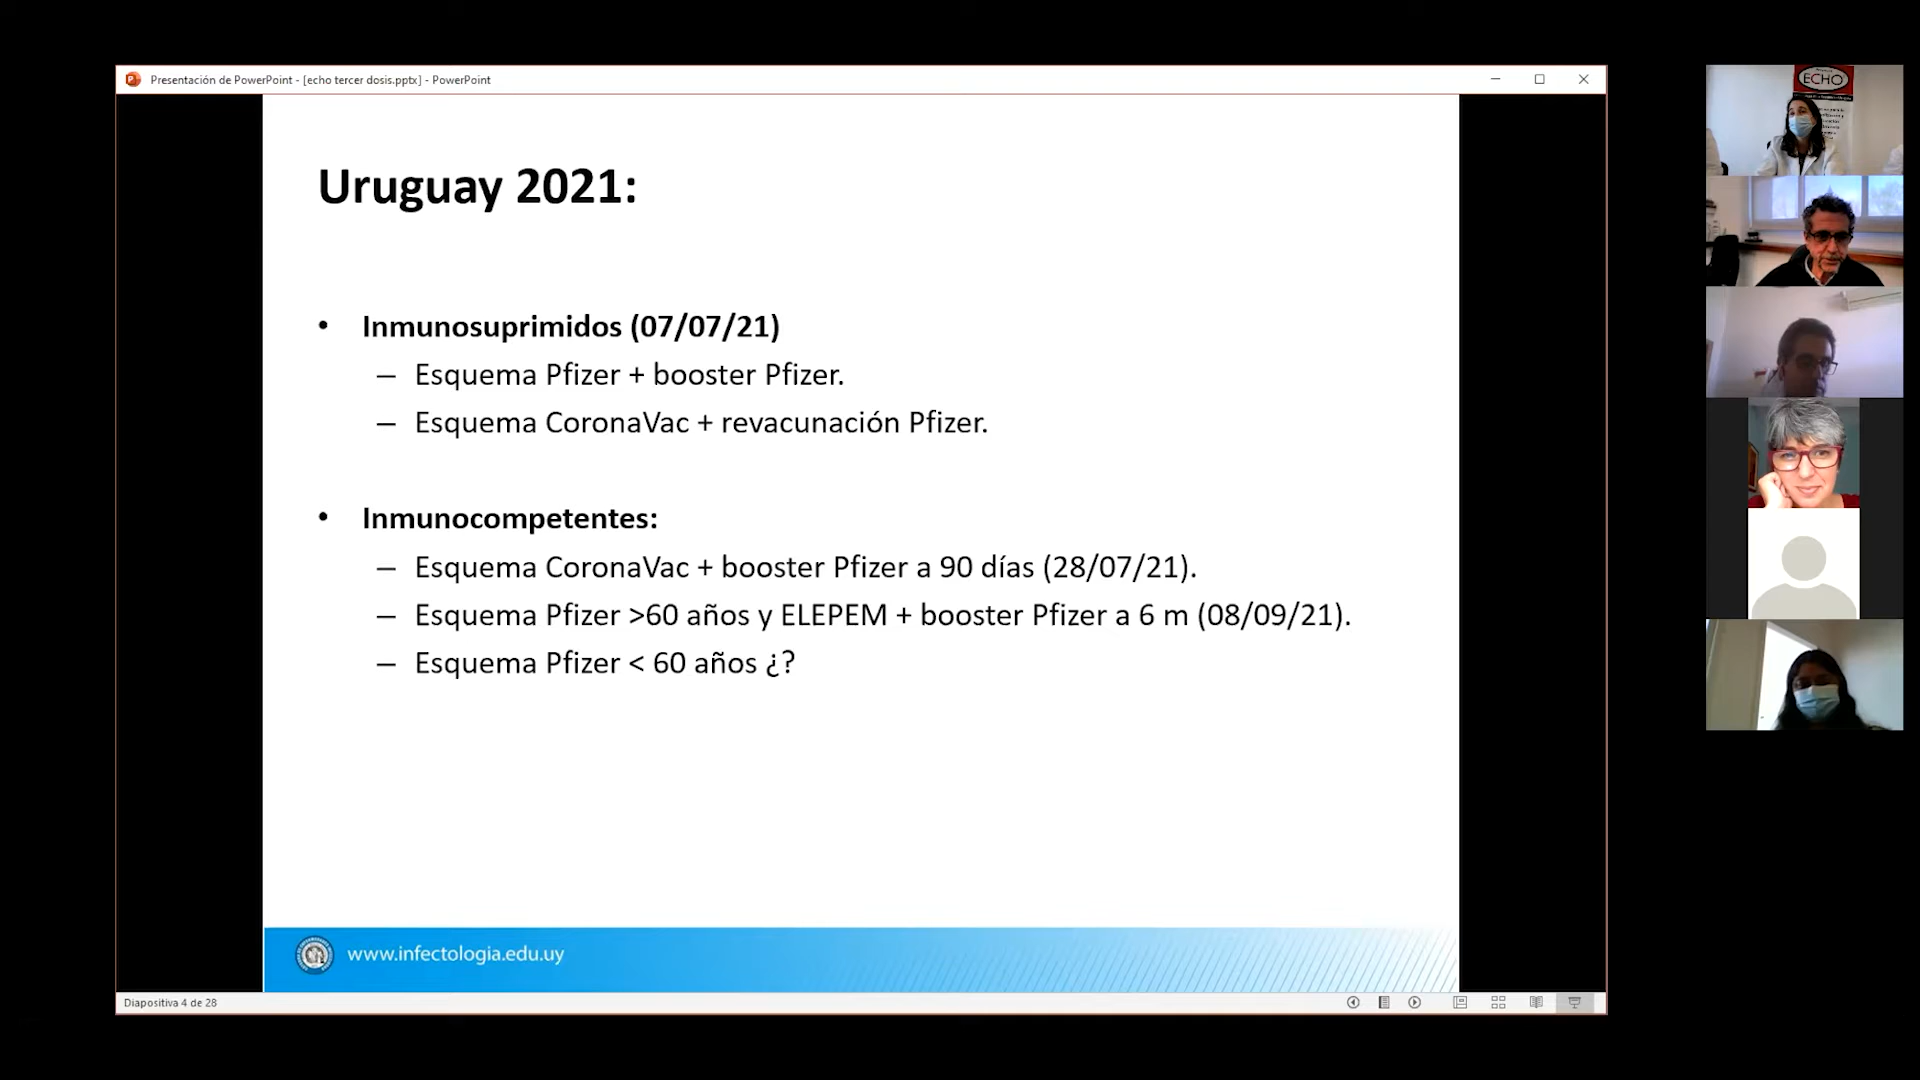 Presentación de PowerPoint - [echo tercer dosis.pptx] - PowerPoint
ECHO
Uruguay 2021:
• Inmunosuprimidos (07/07/21)
– Esquema Pfizer + booster Pfizer.
– Esquema CoronaVac + revacunación Pfizer.
• Inmunocompetentes:
– Esquema CoronaVac + booster Pfizer a 90 días (28/07/21).
– Esquema Pfizer >60 años y ELEPEM + booster Pfizer a 6 m (08/09/21).
– Esquema Pfizer < 60 años ¿?
www.infectologia.edu.uy
Diapositiva 4 de 28